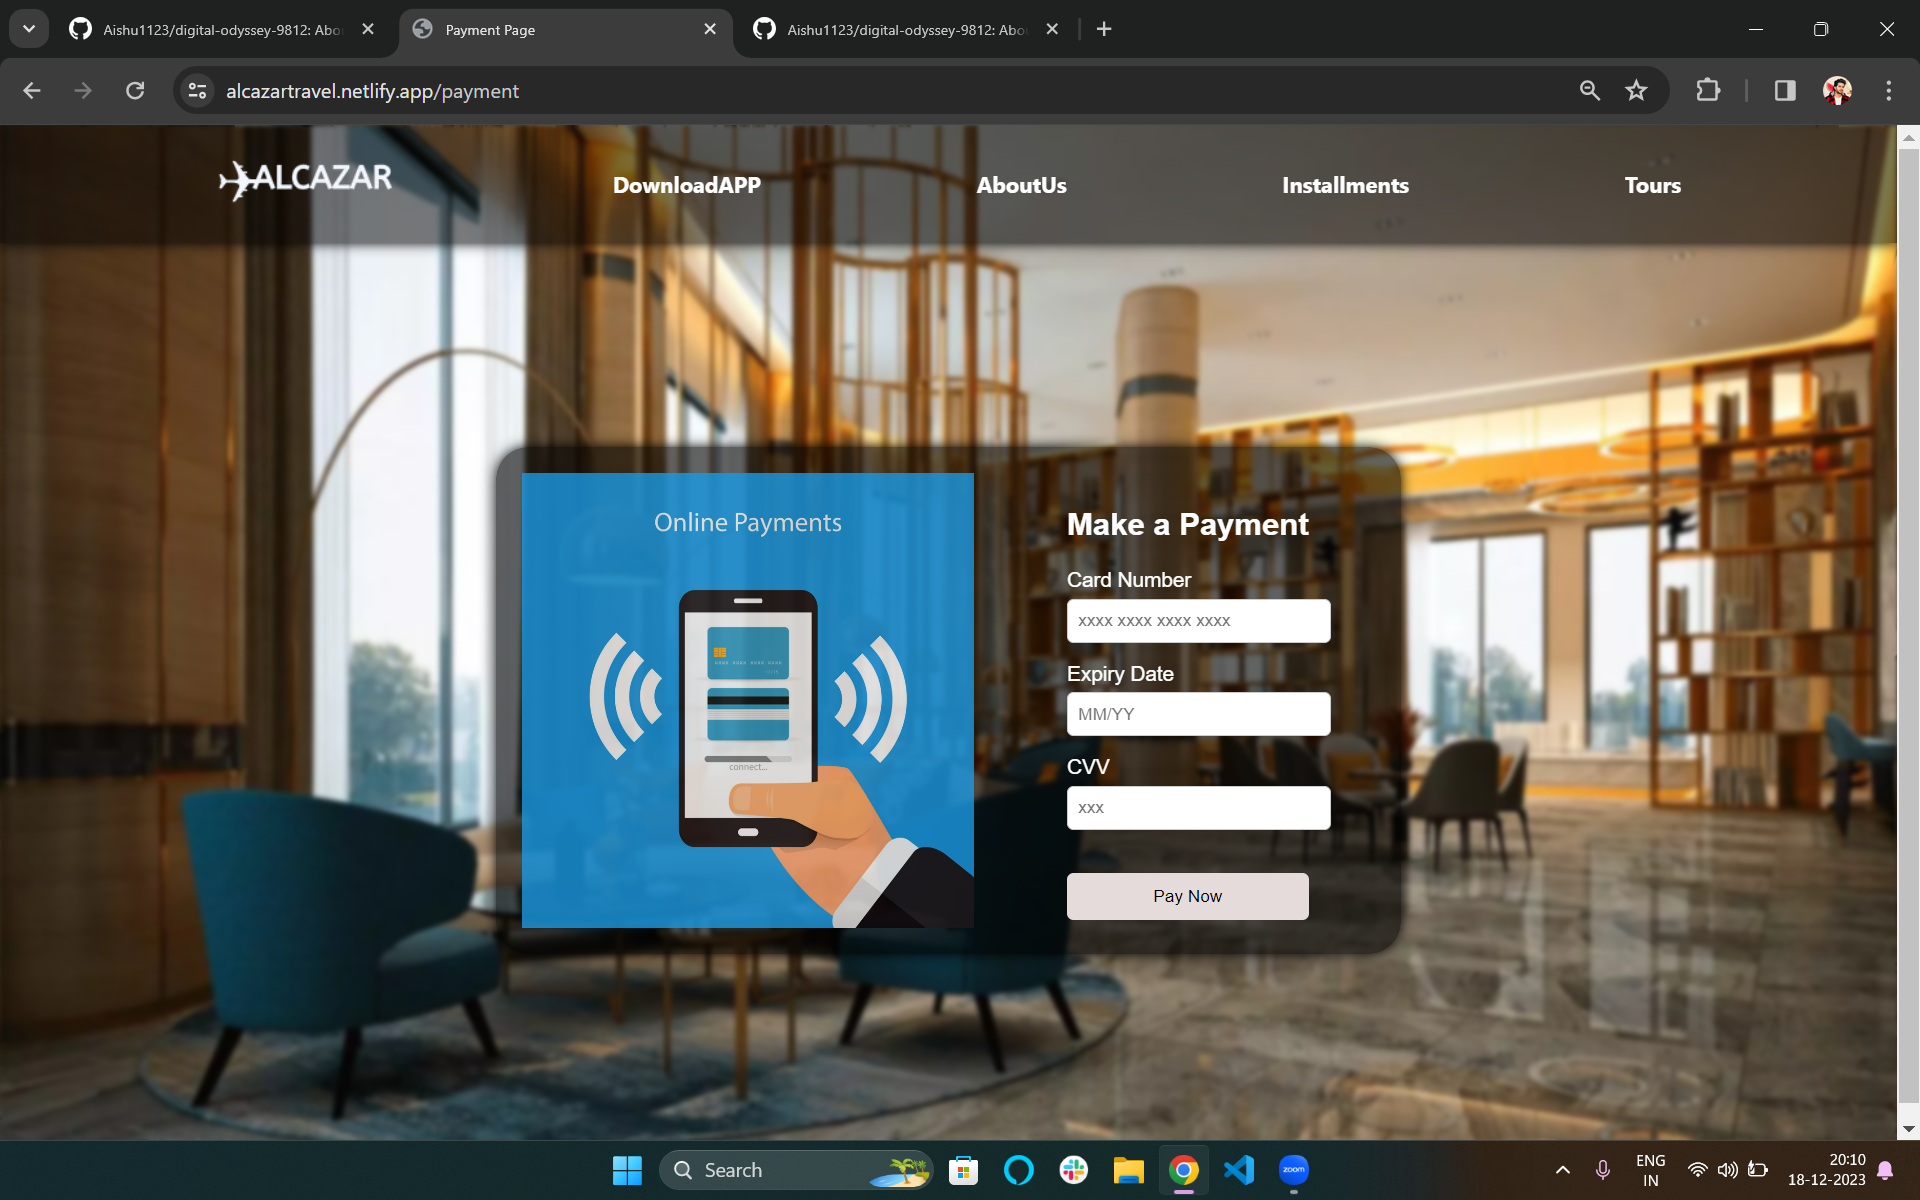 Aishu1123/digital-odyssey-9812: Abo
Payment Page
Aishu1123/digital-odyssey-9812: Abo
alcazartravel.netlify.app/payment
ALCAZAR
DownloadAPP
AboutUs
Installments
Tours
Online Payments
connect...
Make a Payment
Card Number
xxxx xxxx xxxx xxxx
Expiry Date
MM/YY
CVV
xxx
Pay Now
Search
zoom
ENG
IN
20:10
18-12-2023